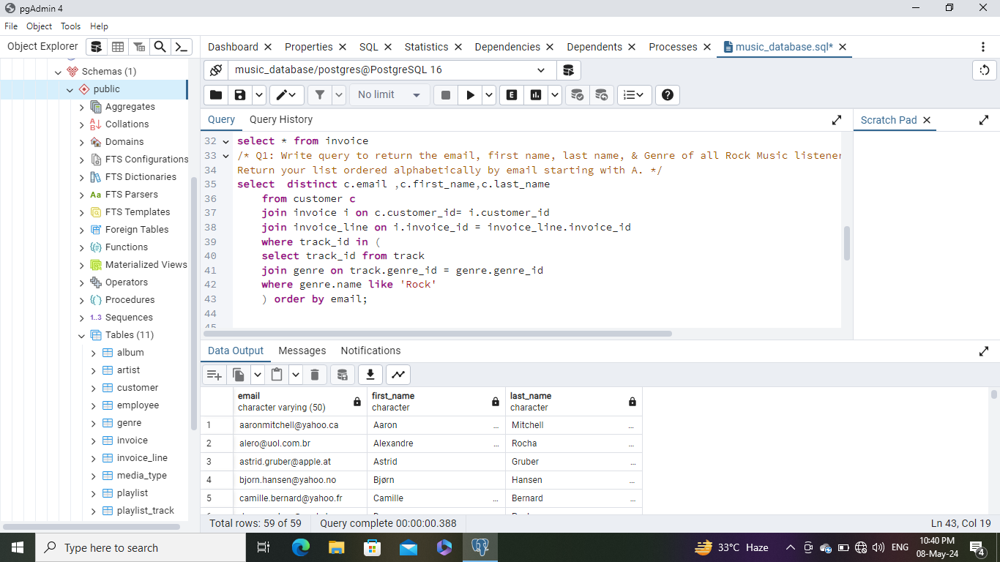 pgAdmin 4
File Object Tools Help
Object Explorer
Dashboard Properties SQL Statistics Dependencies Dependents Processes music_database.sql*
Schemas (1)
public
Aggregates
Collations
Domains
FTS Configurations
FTS Dictionaries
Aa FTS Parsers
FTS Templates
Foreign Tables
Functions
Materialized Views
Operators
Procedures
1..3 Sequences
Tables (11)
album
artist
customer
employee
genre
invoice
invoice_line
media_type
playlist
playlist_track
music_database/postgres@PostgreSQL 16
No limit
E
Query Query History
Scratch Pad
32 select * from invoice
33 /* Q1: Write query to return the email, first name, last name, & Genre of all Rock Music listener
34 Return your list ordered alphabetically by email starting with A. */
35 select  distinct c.email ,c.first_name,c.last_name
36 from customer c
37 join invoice i on c.customer_id= i.customer_id
38 join invoice_line on i.invoice_id = invoice_line.invoice_id
39 where track_id in (
40 select track_id from track
41 join genre on track.genre_id = genre.genre_id
42 where genre.name like 'Rock'
43 ) order by email;
44
45
Data Output Messages Notifications
email first_name last_name
character varying (50) character character
1 aaronmitchell@yahoo.ca Aaron ... Mitchell ...
2 alero@uol.com.br Alexandre ... Rocha ...
3 astrid.gruber@apple.at Astrid Gruber ...
4 bjorn.hansen@yahoo.no Bjørn Hansen ...
5 camille.bernard@yahoo.fr Camille ... Bernard ...
Total rows: 59 of 59 Query complete 00:00:00.388 Ln 43, Col 19
Type here to search
33°C Haze
ENG
10:40 PM
08-May-24
4